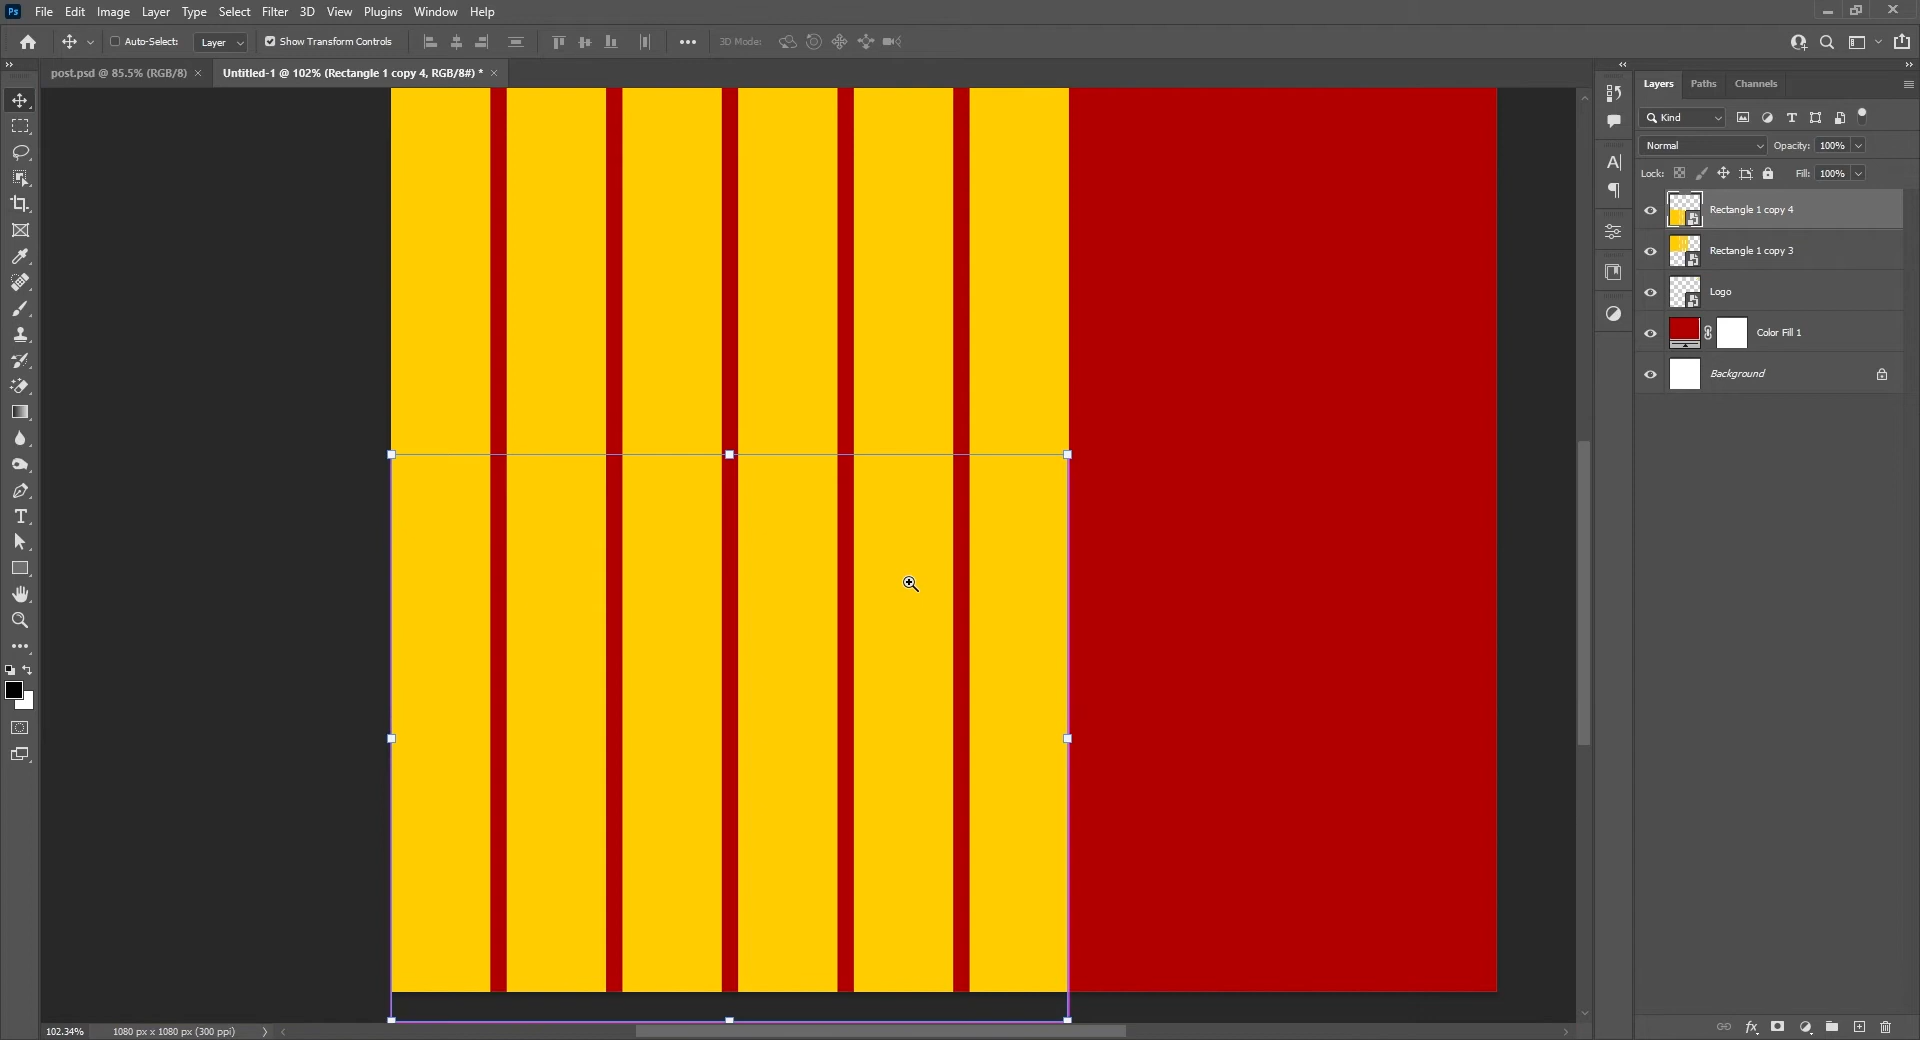 Ps File Edit Image Layer Type Select Filter 3D View Plugins Window Help
Auto-Select: Layer Show Transform Controls 3D Mode:
post.psd @ 85.5% (RGB/8) × Untitled-1 @ 102% (Rectangle 1 copy 4, RGB/8#) * ×
Layers Paths Channels
Kind
Normal Opacity: 100%
Lock: Fill: 100%
Rectangle 1 copy 4
Rectangle 1 copy 3
Logo
Color Fill 1
Background
102.34% 1080 px x 1080 px (300 ppi)